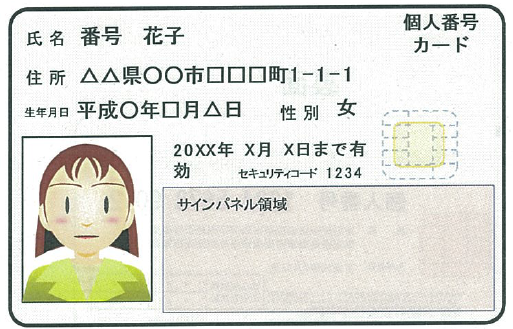 個人番号
カード
氏名 番号 花子
住所 △△県〇〇市□□□町1-1-1
生年月日 平成〇年□月△日 性別 女
20XX年 X月 X日まで有
効 セキュリティコード 1234
サインパネル領域